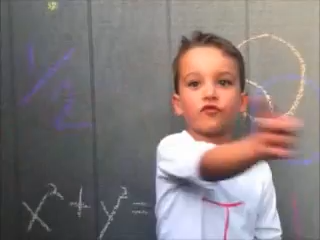 1/2
x² + y² =